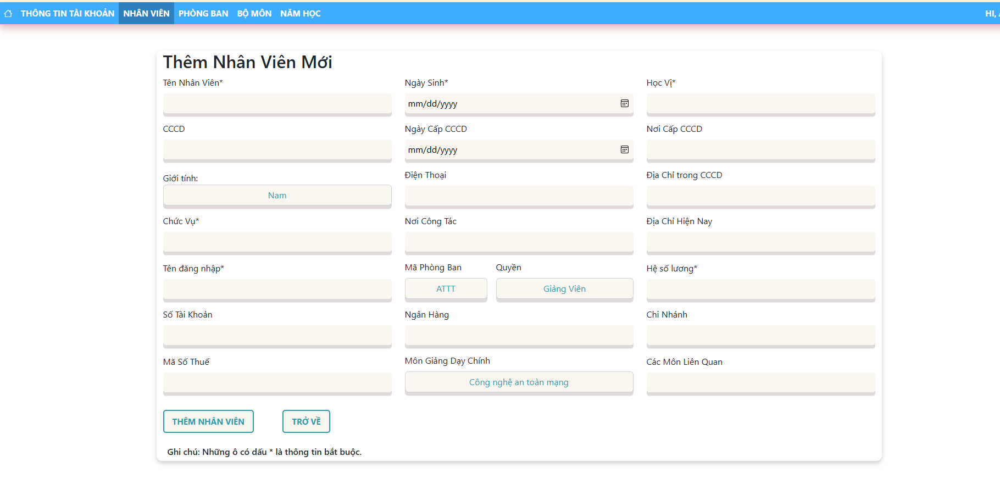 THÔNG TIN TÀI KHOẢN NHÂN VIÊN PHÒNG BAN BỘ MÔN NĂM HỌC HI,
Thêm Nhân Viên Mới
Tên Nhân Viên* Ngày Sinh* Học Vị*
mm/dd/yyyy
CCCD Ngày Cấp CCCD Nơi Cấp CCCD
mm/dd/yyyy
Giới tính: Điện Thoại Địa Chỉ trong CCCD
Nam
Chức Vụ* Nơi Công Tác Địa Chỉ Hiện Nay
Tên đăng nhập* Mã Phòng Ban Quyền Hệ số lương*
ATTT Giảng Viên
Số Tài Khoản Ngân Hàng Chi Nhánh
Mã Số Thuế Môn Giảng Dạy Chính Các Môn Liên Quan
Công nghệ an toàn mạng
THÊM NHÂN VIÊN TRỞ VỀ
Ghi chú: Những ô có dấu * là thông tin bắt buộc.